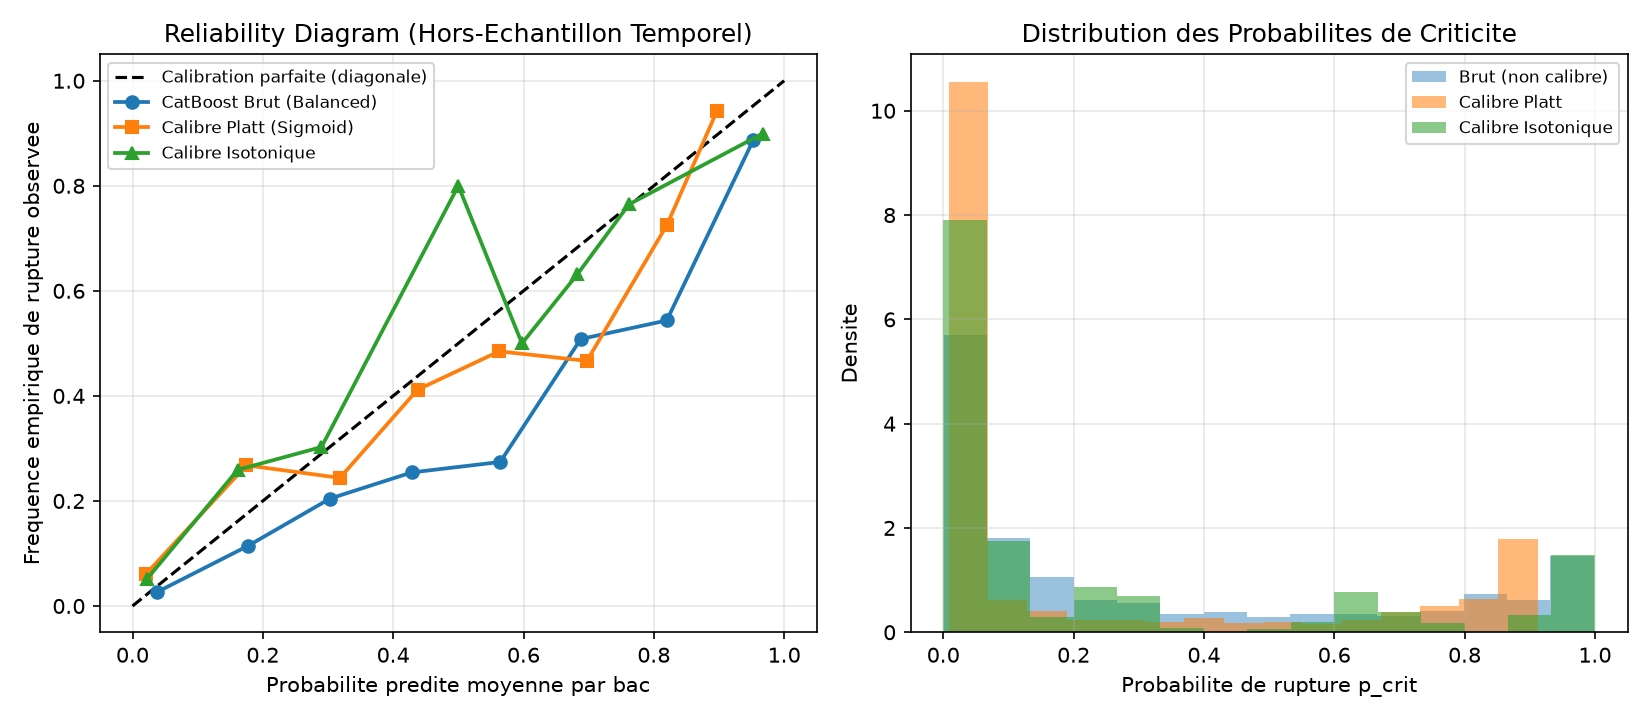 Reliability Diagram (Hors-Echantillon Temporel)
Calibration parfaite (diagonale)
CatBoost Brut (Balanced)
Calibre Platt (Sigmoid)
Calibre Isotonique
Frequence empirique de rupture observee
1.0
0.8
0.6
0.4
0.2
0.0
0.0 0.2 0.4 0.6 0.8 1.0
Probabilite predite moyenne par bac
Distribution des Probabilites de Criticite
Brut (non calibre)
Calibre Platt
Calibre Isotonique
Densite
10
8
6
4
2
0
0.0 0.2 0.4 0.6 0.8 1.0
Probabilite de rupture p_crit